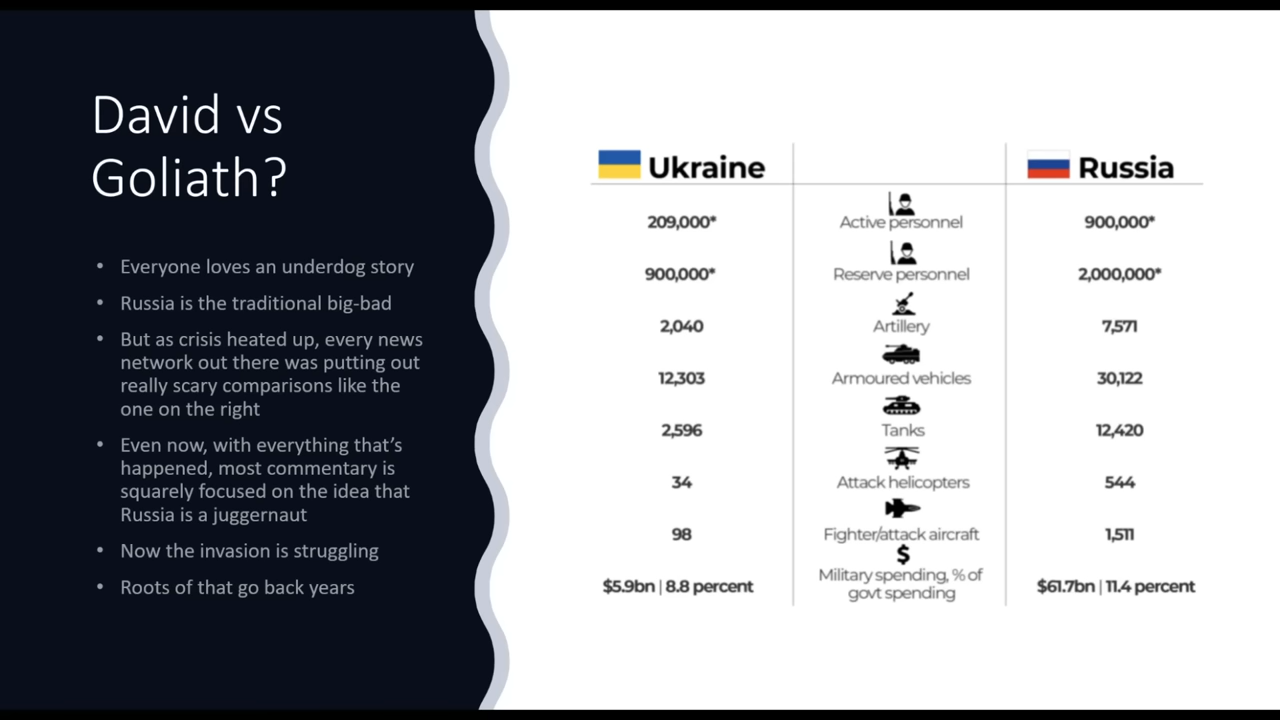 David vs
Goliath?
• Everyone loves an underdog story
• Russia is the traditional big-bad
• But as crisis heated up, every news
network out there was putting out
really scary comparisons like the
one on the right
• Even now, with everything that's
happened, most commentary is
squarely focused on the idea that
Russia is a juggernaut
• Now the invasion is struggling
• Roots of that go back years
Ukraine Russia
209,000* Active personnel 900,000*
900,000* Reserve personnel 2,000,000*
2,040 Artillery 7,571
12,303 Armoured vehicles 30,122
2,596 Tanks 12,420
34 Attack helicopters 544
98 Fighter/attack aircraft 1,511
$
$5.9bn | 8.8 percent Military spending, % of $61.7bn | 11.4 percent
govt spending